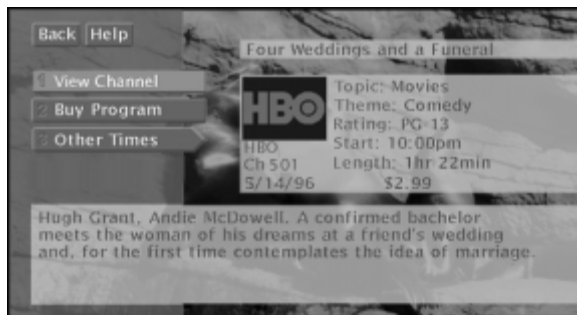 Back Help
Four Weddings and a Funeral
1 View Channel
2 Buy Program
3 Other Times
HBO
Topic: Movies
Theme: Comedy
Rating: PG-13
Start: 10:00pm
Length: 1hr 22min
$2.99
HBO
Ch 501
5/14/96
Hugh Grant, Andie McDowell. A confirmed bachelor
meets the woman of his dreams at a friend's wedding
and, for the first time contemplates the idea of marriage.